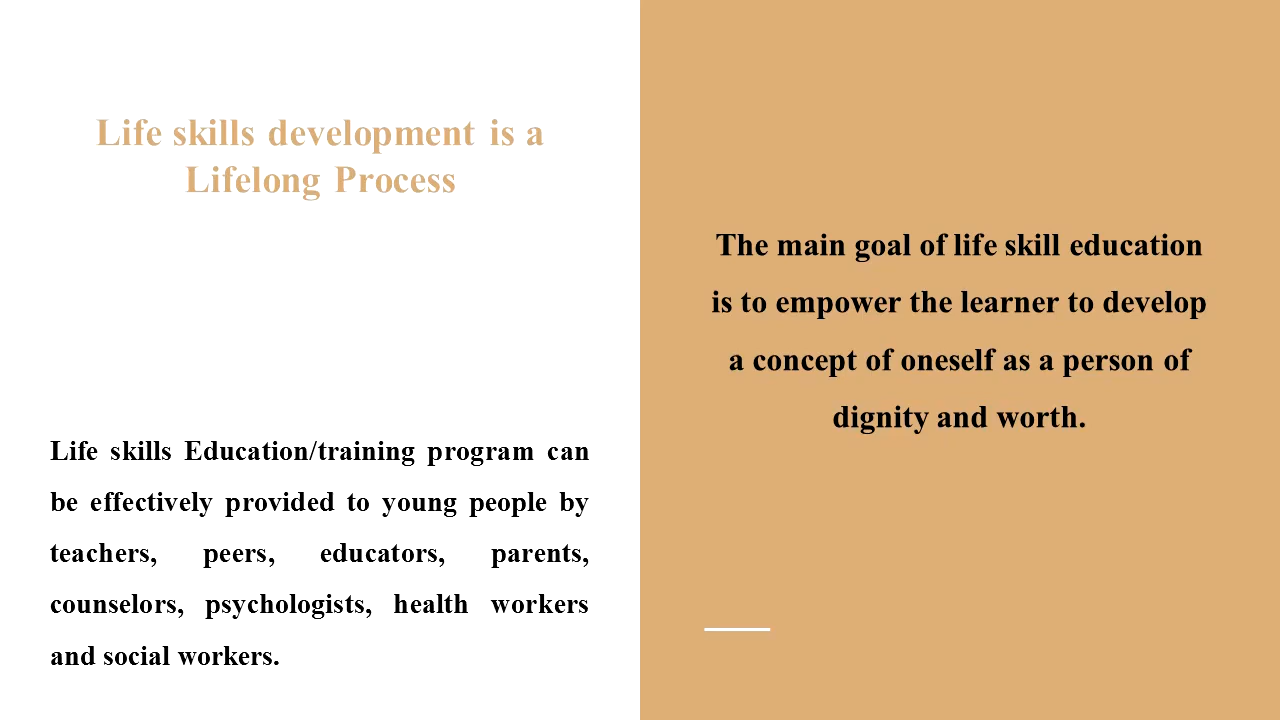 Life skills development is a
Lifelong Process
Life skills Education/training program can
be effectively provided to young people by
teachers, peers, educators, parents,
counselors, psychologists, health workers
and social workers.
The main goal of life skill education
is to empower the learner to develop
a concept of oneself as a person of
dignity and worth.